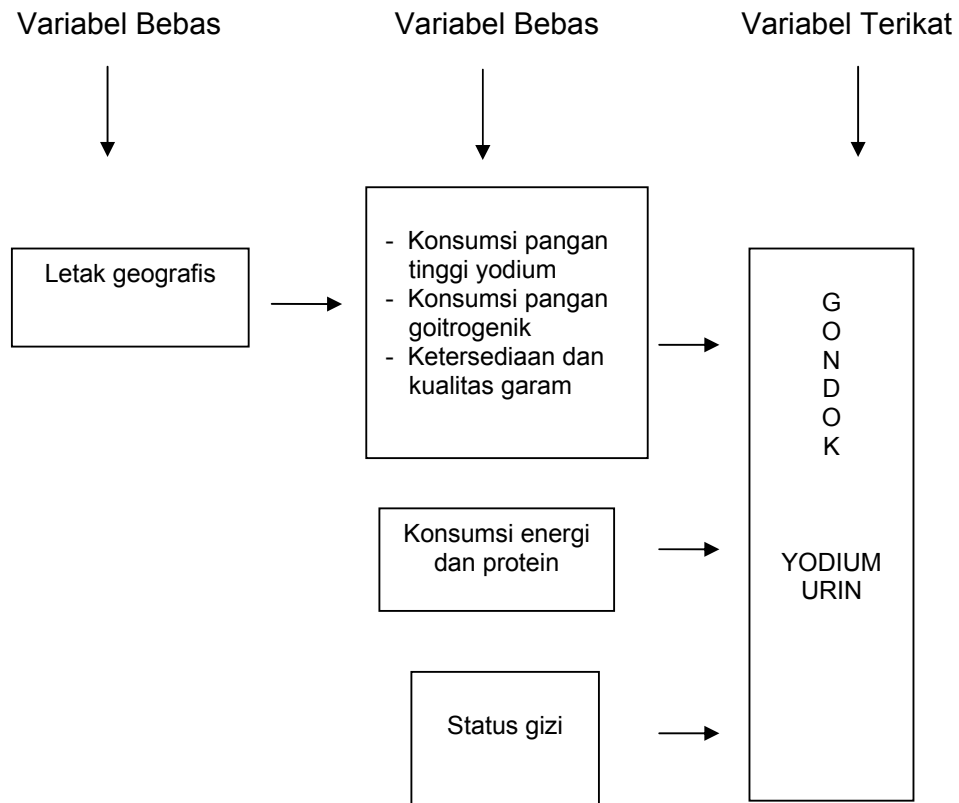 Variabel Bebas
Variabel Bebas
Variabel Terikat
Letak geografis
- Konsumsi pangan
tinggi yodium
- Konsumsi pangan
goitrogenik
- Ketersediaan dan
kualitas garam
Konsumsi energi
dan protein
Status gizi
G
O
N
D
O
K
YODIUM
URIN